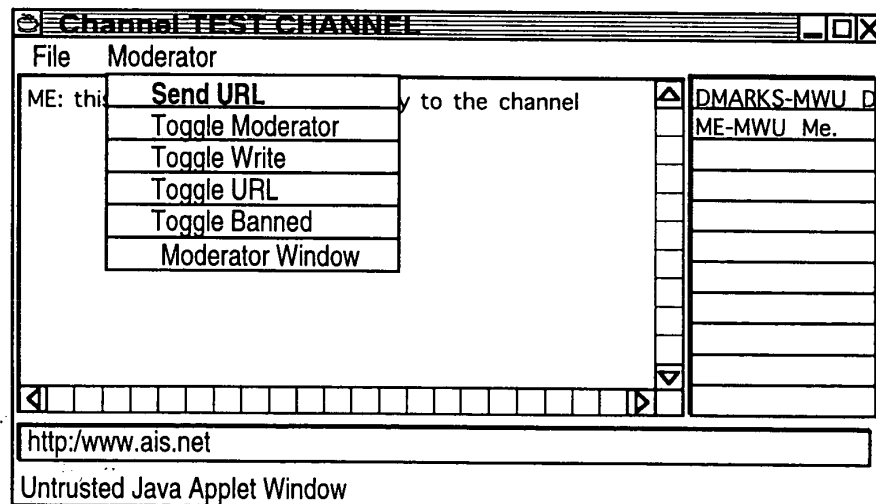 Channel TEST CHANNEL
File Moderator
ME: this
y to the channel
Send URL
Toggle Moderator
Toggle Write
Toggle URL
Toggle Banned
Moderator Window
DMARKS-MWU D
ME-MWU Me.
http:/www.ais.net
Untrusted Java Applet Window